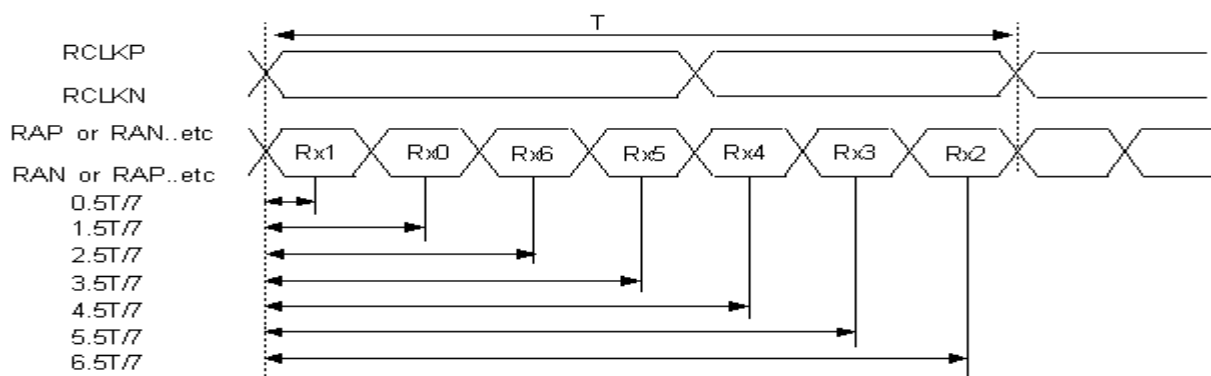 T
RCLKP
RCLKN
RAP or RAN..etc
RAN or RAP..etc
Rx1 Rx0 Rx6 Rx5 Rx4 Rx3 Rx2
0.5T/7
1.5T/7
2.5T/7
3.5T/7
4.5T/7
5.5T/7
6.5T/7